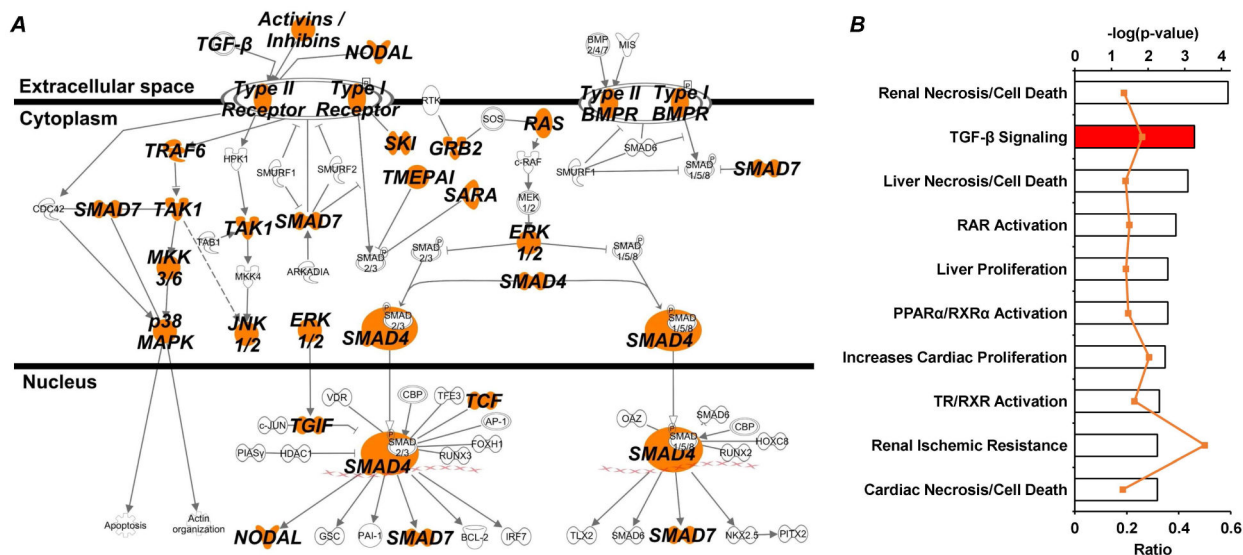 A
Activins /
Inhibins
TGF-β
NODAL
BMP
2/4/7
MIS
Extracellular space
Type II
Receptor
P
Type I
Receptor
RTK
Type II
BMPR
P
Type I
BMPR
Cytoplasm
SOS
RAS
TRAF6
HPK1
SKI
GRB2
c-RAF
SMAD6
SMURF1
SMURF2
TMEPAI
SMURF1
P
SMAD
1/5/8
SMAD7
SARA
MEK
1/2
CDC42
SMAD7
TAK1
TAK1
SMAD7
TAB1
ERK
1/2
P
SMAD
2/3
P
SMAD
2/3
P
SMAD
1/5/8
MKK
3/6
MKK4
ARKADIA
SMAD4
p38
MAPK
JNK
1/2
ERK
1/2
P
SMAD
2/3
SMAD4
P
SMAD
1/5/8
SMAD4
Nucleus
VDR
CBP
TFE3
TCF
c-JUN
TGIF
AP-1
P
SMAD
2/3
FOXH1
PIASγ
HDAC1
RUNX3
SMAD4
OAZ
SMAD6
CBP
P
SMAD
1/5/8
HOXC8
RUNX2
SMAD4
Apoptosis
Actin
organization
NODAL
GSC
PAI-1
SMAD7
BCL-2
IRF7
TLX2
SMAD6
SMAD7
NKX2.5
PITX2
B
-log(p-value)
0 1 2 3 4
Renal Necrosis/Cell Death
TGF-β Signaling
Liver Necrosis/Cell Death
RAR Activation
Liver Proliferation
PPARα/RXRα Activation
Increases Cardiac Proliferation
TR/RXR Activation
Renal Ischemic Resistance
Cardiac Necrosis/Cell Death
0 0.2 0.4 0.6
Ratio